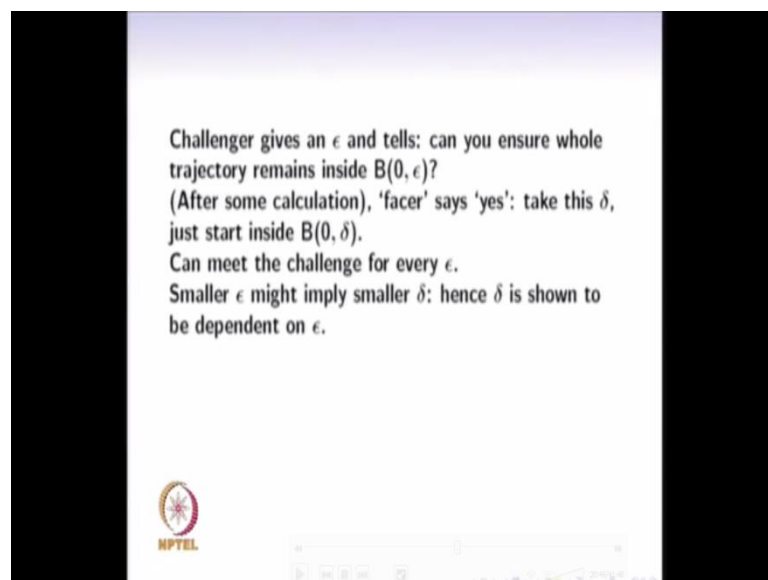 Challenger gives an ϵ and tells: can you ensure whole
trajectory remains inside B(0, ϵ)?
(After some calculation), 'facer' says 'yes': take this δ,
just start inside B(0, δ).
Can meet the challenge for every ϵ.
Smaller ϵ might imply smaller δ: hence δ is shown to
be dependent on ϵ.
NPTEL